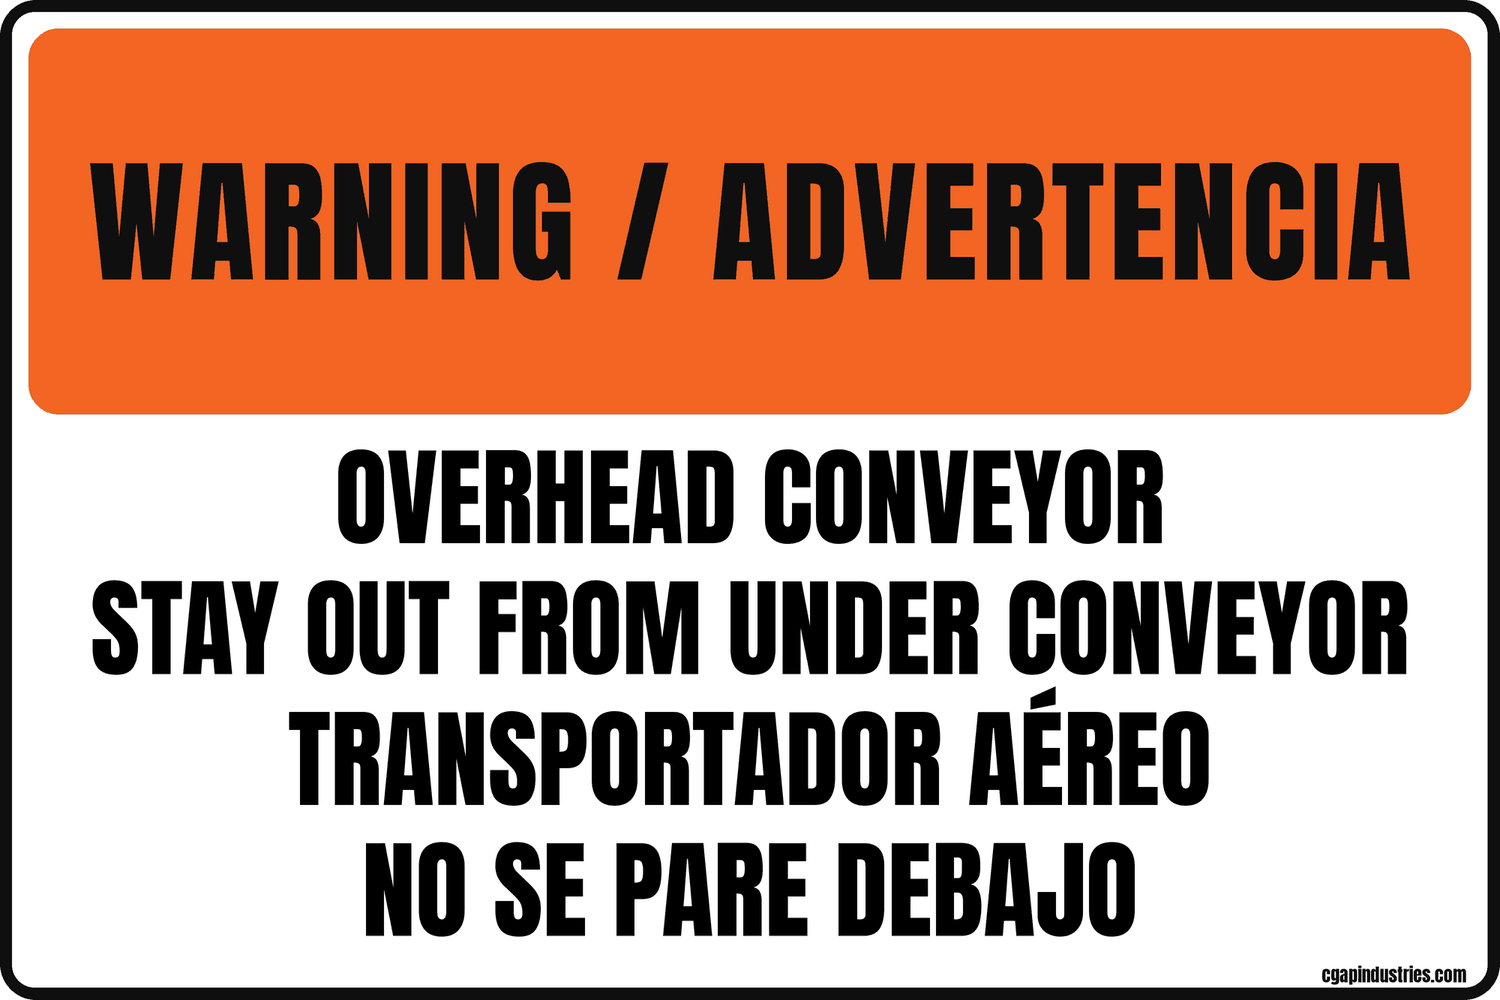 WARNING / ADVERTENCIA
OVERHEAD CONVEYOR
STAY OUT FROM UNDER CONVEYOR
TRANSPORTADOR AÉREO
NO SE PARE DEBAJO
cgapindustries.com